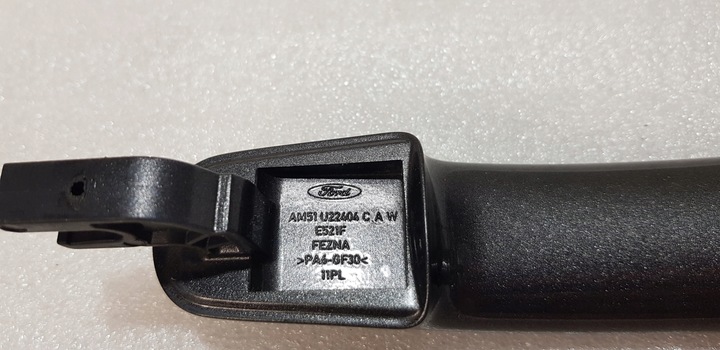 Ford
AM51 U22404 C A W
E521F
FEZNA
>PA6-GF30<
11PL